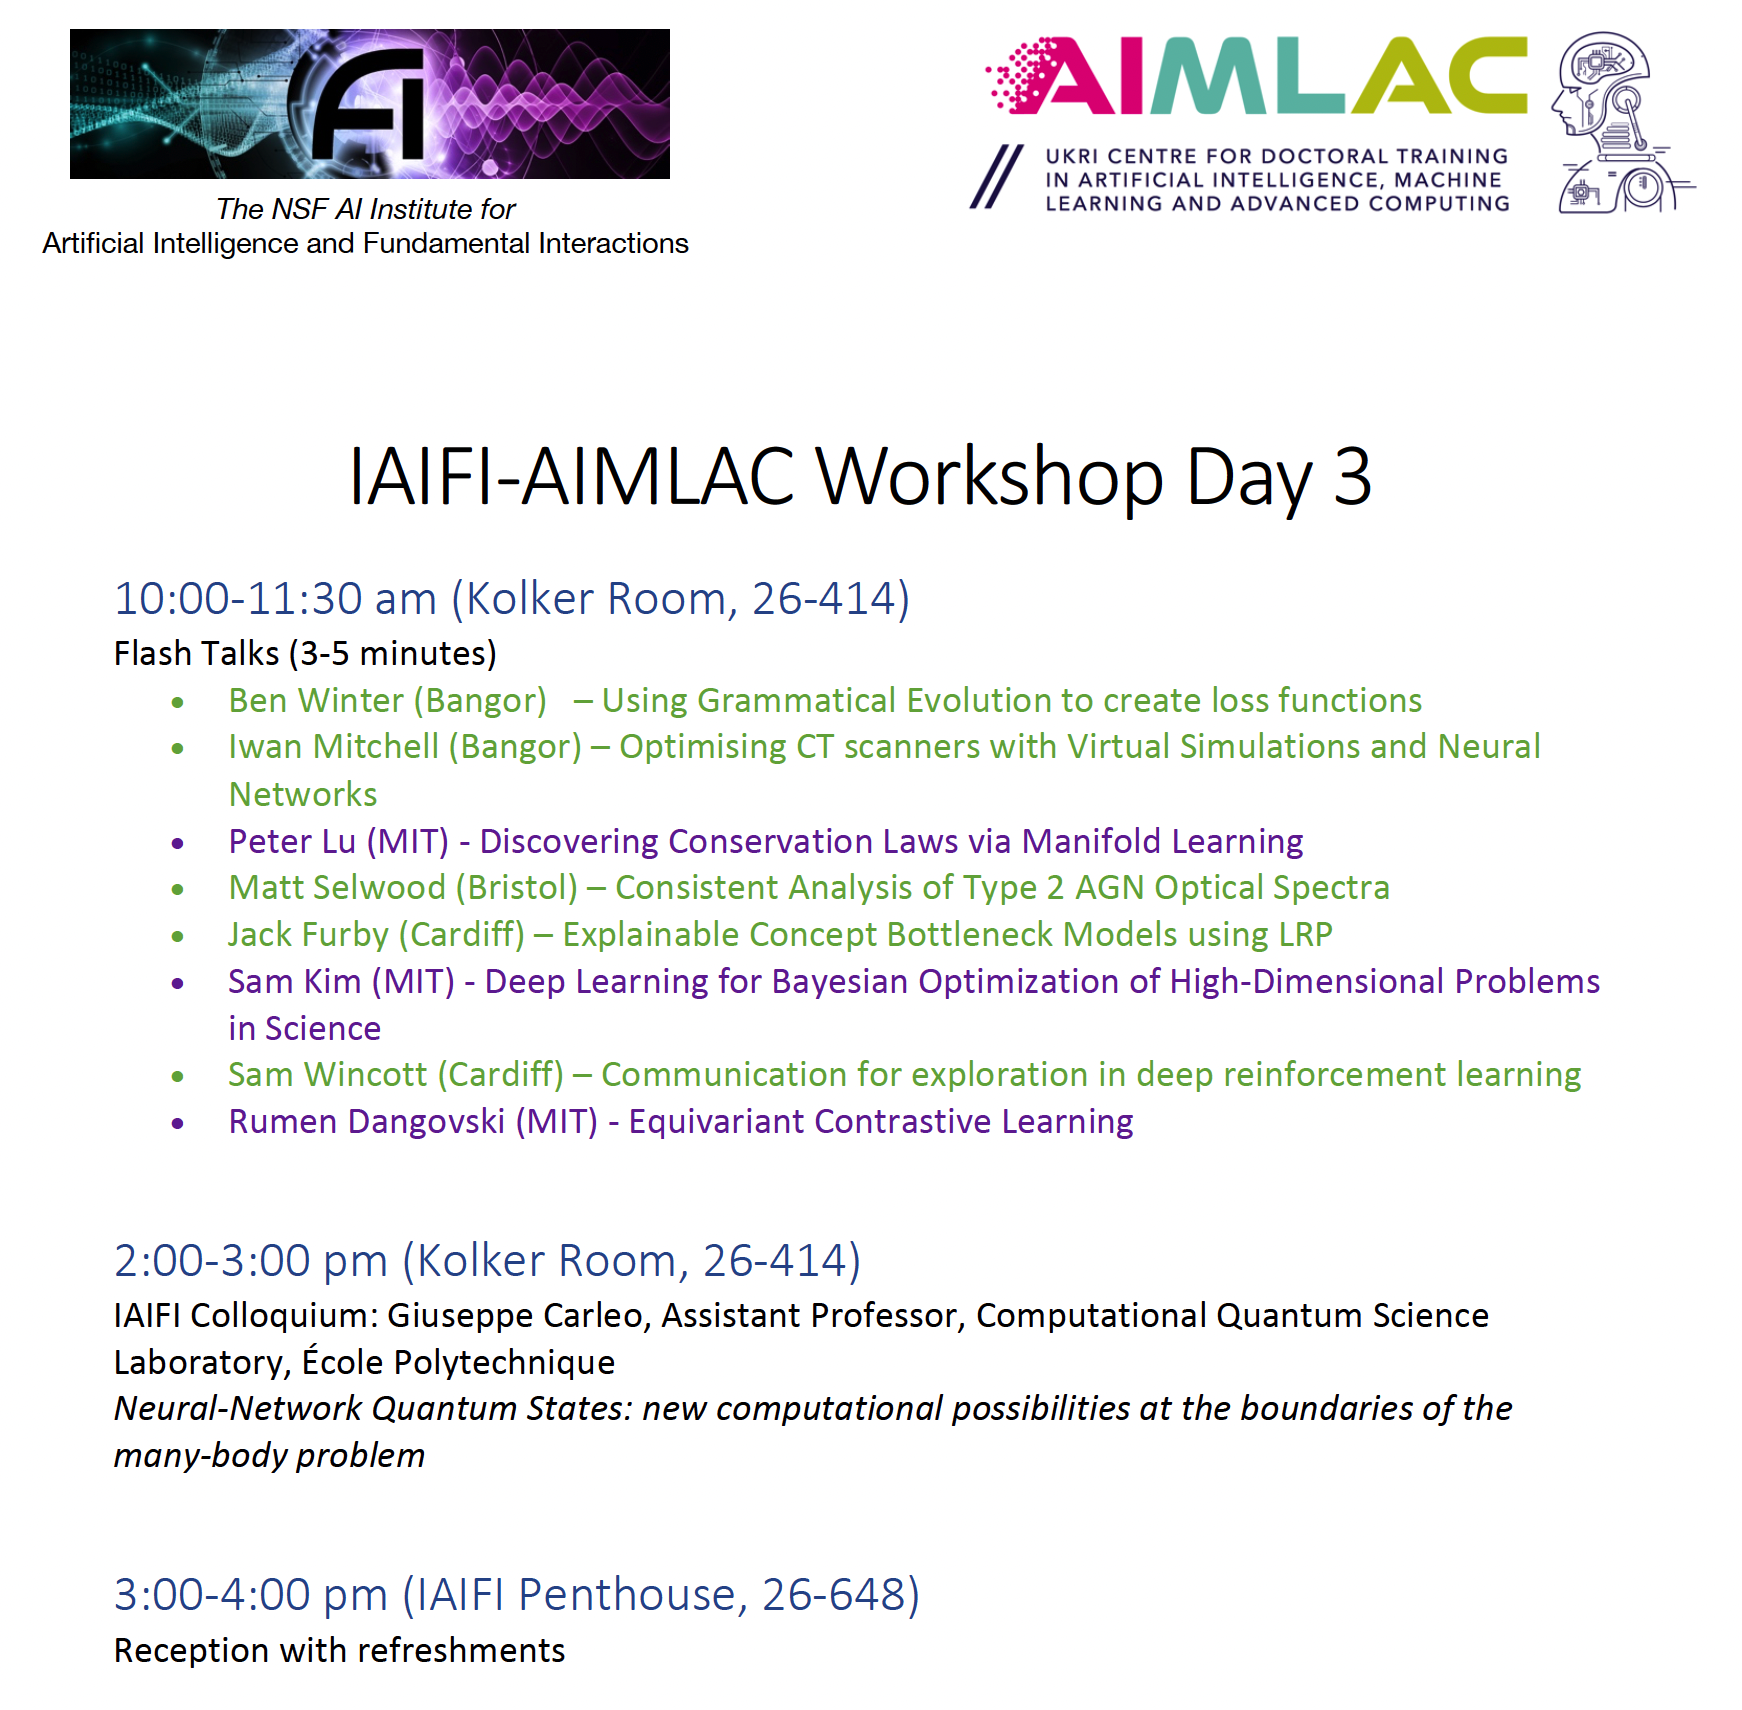 FI
The NSF AI Institute for
Artificial Intelligence and Fundamental Interactions
AIMLAC
UKRI CENTRE FOR DOCTORAL TRAINING
IN ARTIFICIAL INTELLIGENCE, MACHINE
LEARNING AND ADVANCED COMPUTING
IAIFI-AIMLAC Workshop Day 3
10:00-11:30 am (Kolker Room, 26-414)
Flash Talks (3-5 minutes)
• Ben Winter (Bangor) – Using Grammatical Evolution to create loss functions
• Iwan Mitchell (Bangor) – Optimising CT scanners with Virtual Simulations and Neural
Networks
• Peter Lu (MIT) - Discovering Conservation Laws via Manifold Learning
• Matt Selwood (Bristol) – Consistent Analysis of Type 2 AGN Optical Spectra
• Jack Furby (Cardiff) – Explainable Concept Bottleneck Models using LRP
• Sam Kim (MIT) - Deep Learning for Bayesian Optimization of High-Dimensional Problems
in Science
• Sam Wincott (Cardiff) – Communication for exploration in deep reinforcement learning
• Rumen Dangovski (MIT) - Equivariant Contrastive Learning
2:00-3:00 pm (Kolker Room, 26-414)
IAIFI Colloquium: Giuseppe Carleo, Assistant Professor, Computational Quantum Science
Laboratory, École Polytechnique
Neural-Network Quantum States: new computational possibilities at the boundaries of the
many-body problem
3:00-4:00 pm (IAIFI Penthouse, 26-648)
Reception with refreshments